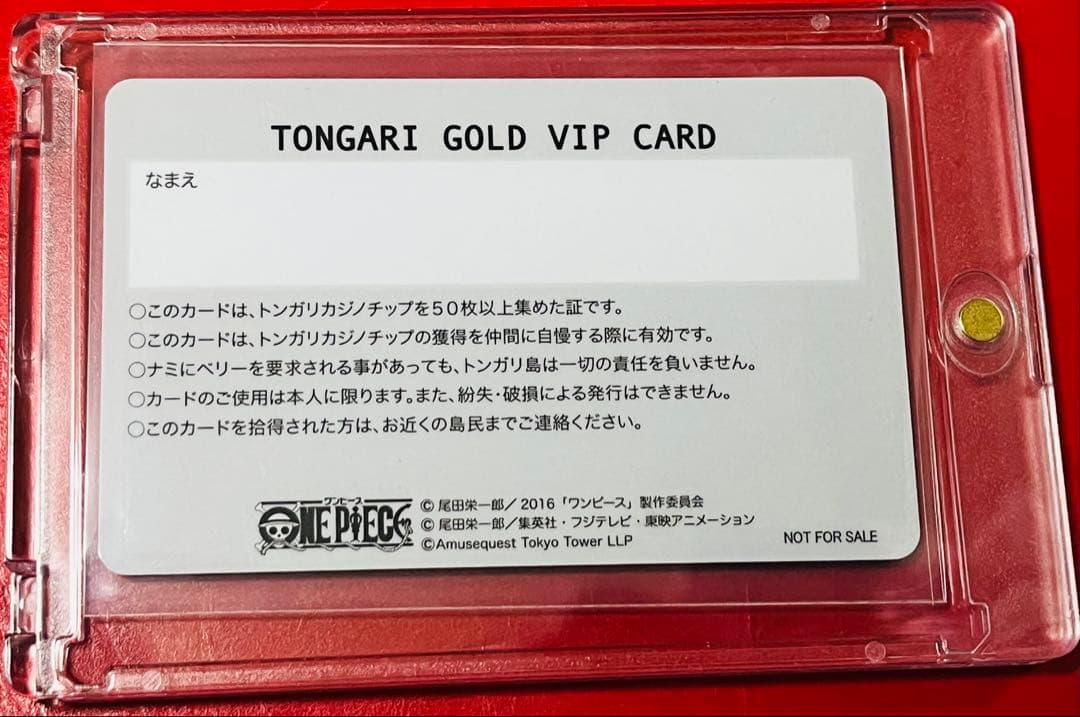 TONGARI GOLD VIP CARD
なまえ
○このカードは、トンガリカジノチップを50枚以上集めた証です。
○このカードは、トンガリカジノチップの獲得を仲間に自慢する際に有効です。
○ナミにベリーを要求される事があっても、トンガリ島は一切の責任を負いません。
○カードのご使用は本人に限ります。また、紛失・破損による発行はできません。
○このカードを拾得された方は、お近くの島民までご連絡ください。
ワンピース
ONE PIECE
© 尾田栄一郎/2016「ワンピース」製作委員会
© 尾田栄一郎/集英社・フジテレビ・東映アニメーション
©Amusequest Tokyo Tower LLP
NOT FOR SALE